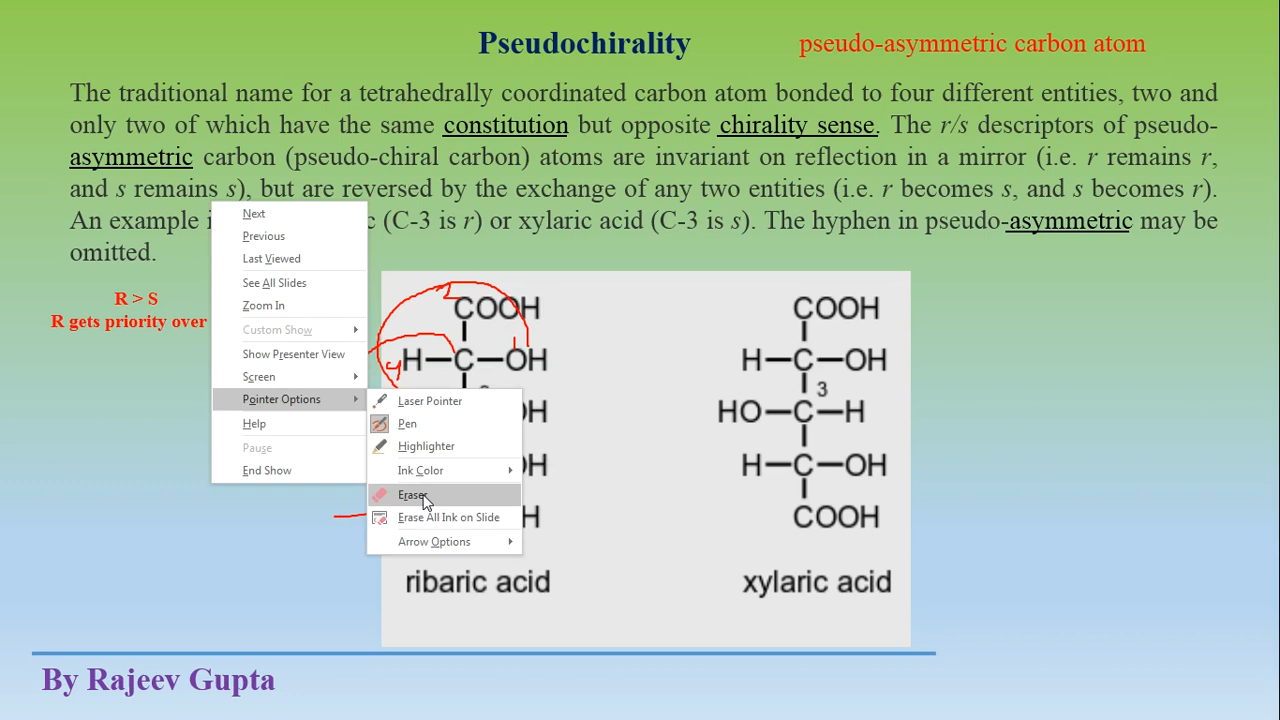 Pseudochirality
pseudo-asymmetric carbon atom
The traditional name for a tetrahedrally coordinated carbon atom bonded to four different entities, two and
only two of which have the same constitution but opposite chirality sense. The r/s descriptors of pseudo-
asymmetric carbon (pseudo-chiral carbon) atoms are invariant on reflection in a mirror (i.e. r remains r,
and s remains s), but are reversed by the exchange of any two entities (i.e. r becomes s, and s becomes r).
An example i c (C-3 is r) or xylaric acid (C-3 is s). The hyphen in pseudo-asymmetric may be
omitted.
R > S
R gets priority over
Next
Previous
Last Viewed
See All Slides
Zoom In
Custom Show
Show Presenter View
Screen
Pointer Options
Help
Pause
End Show
Laser Pointer
Pen
Highlighter
Ink Color
Eraser
Erase All Ink on Slide
Arrow Options
COOH
H—C—OH
OH
OH
H
ribaric acid
COOH
H—C—OH
3
HO—C—H
H—C—OH
COOH
xylaric acid
By Rajeev Gupta